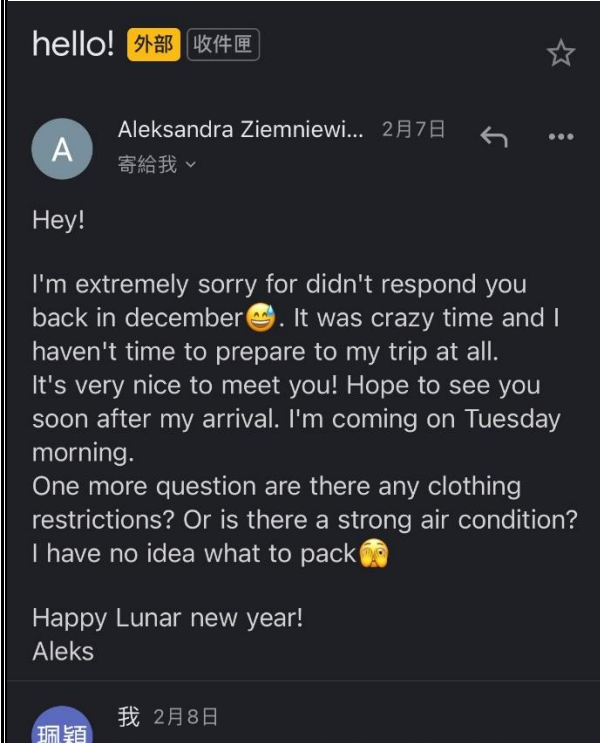 hello! 外部 收件匣
A
Aleksandra Ziemniewi... 2月7日
寄給我
Hey!
I'm extremely sorry for didn't respond you
back in december😅. It was crazy time and I
haven't time to prepare to my trip at all.
It's very nice to meet you! Hope to see you
soon after my arrival. I'm coming on Tuesday
morning.
One more question are there any clothing
restrictions? Or is there a strong air condition?
I have no idea what to pack🫣
Happy Lunar new year!
Aleks
珮穎
我 2月8日